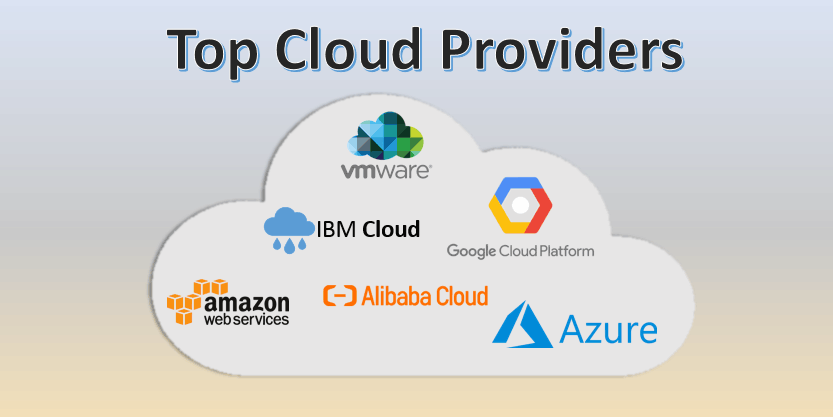 Top Cloud Providers
vmware®
IBM Cloud
Google Cloud Platform
amazon
web services
Alibaba Cloud
Azure